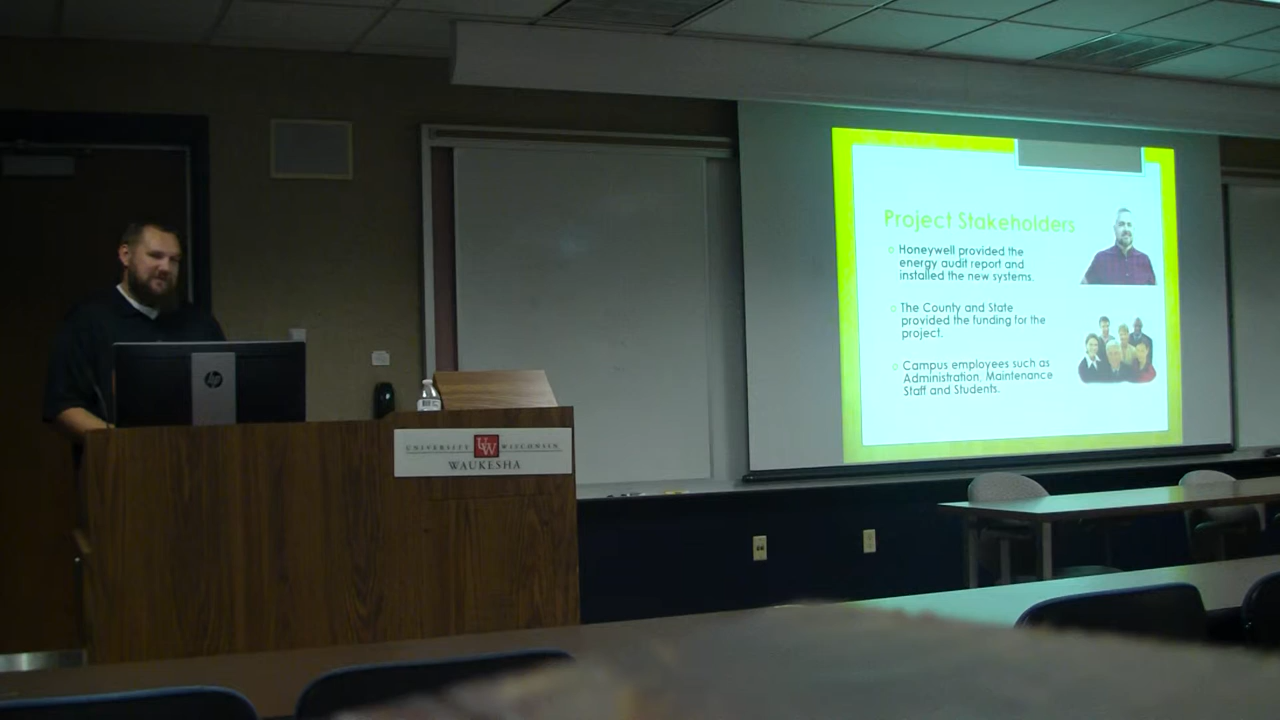 Project Stakeholders
Honeywell provided the
energy audit report and
installed the new systems.
The County and State
provided the funding for the
project.
Campus employees such as
Administration, Maintenance
Staff and Students.
hp
UNIVERSITY UW WISCONSIN
WAUKESHA